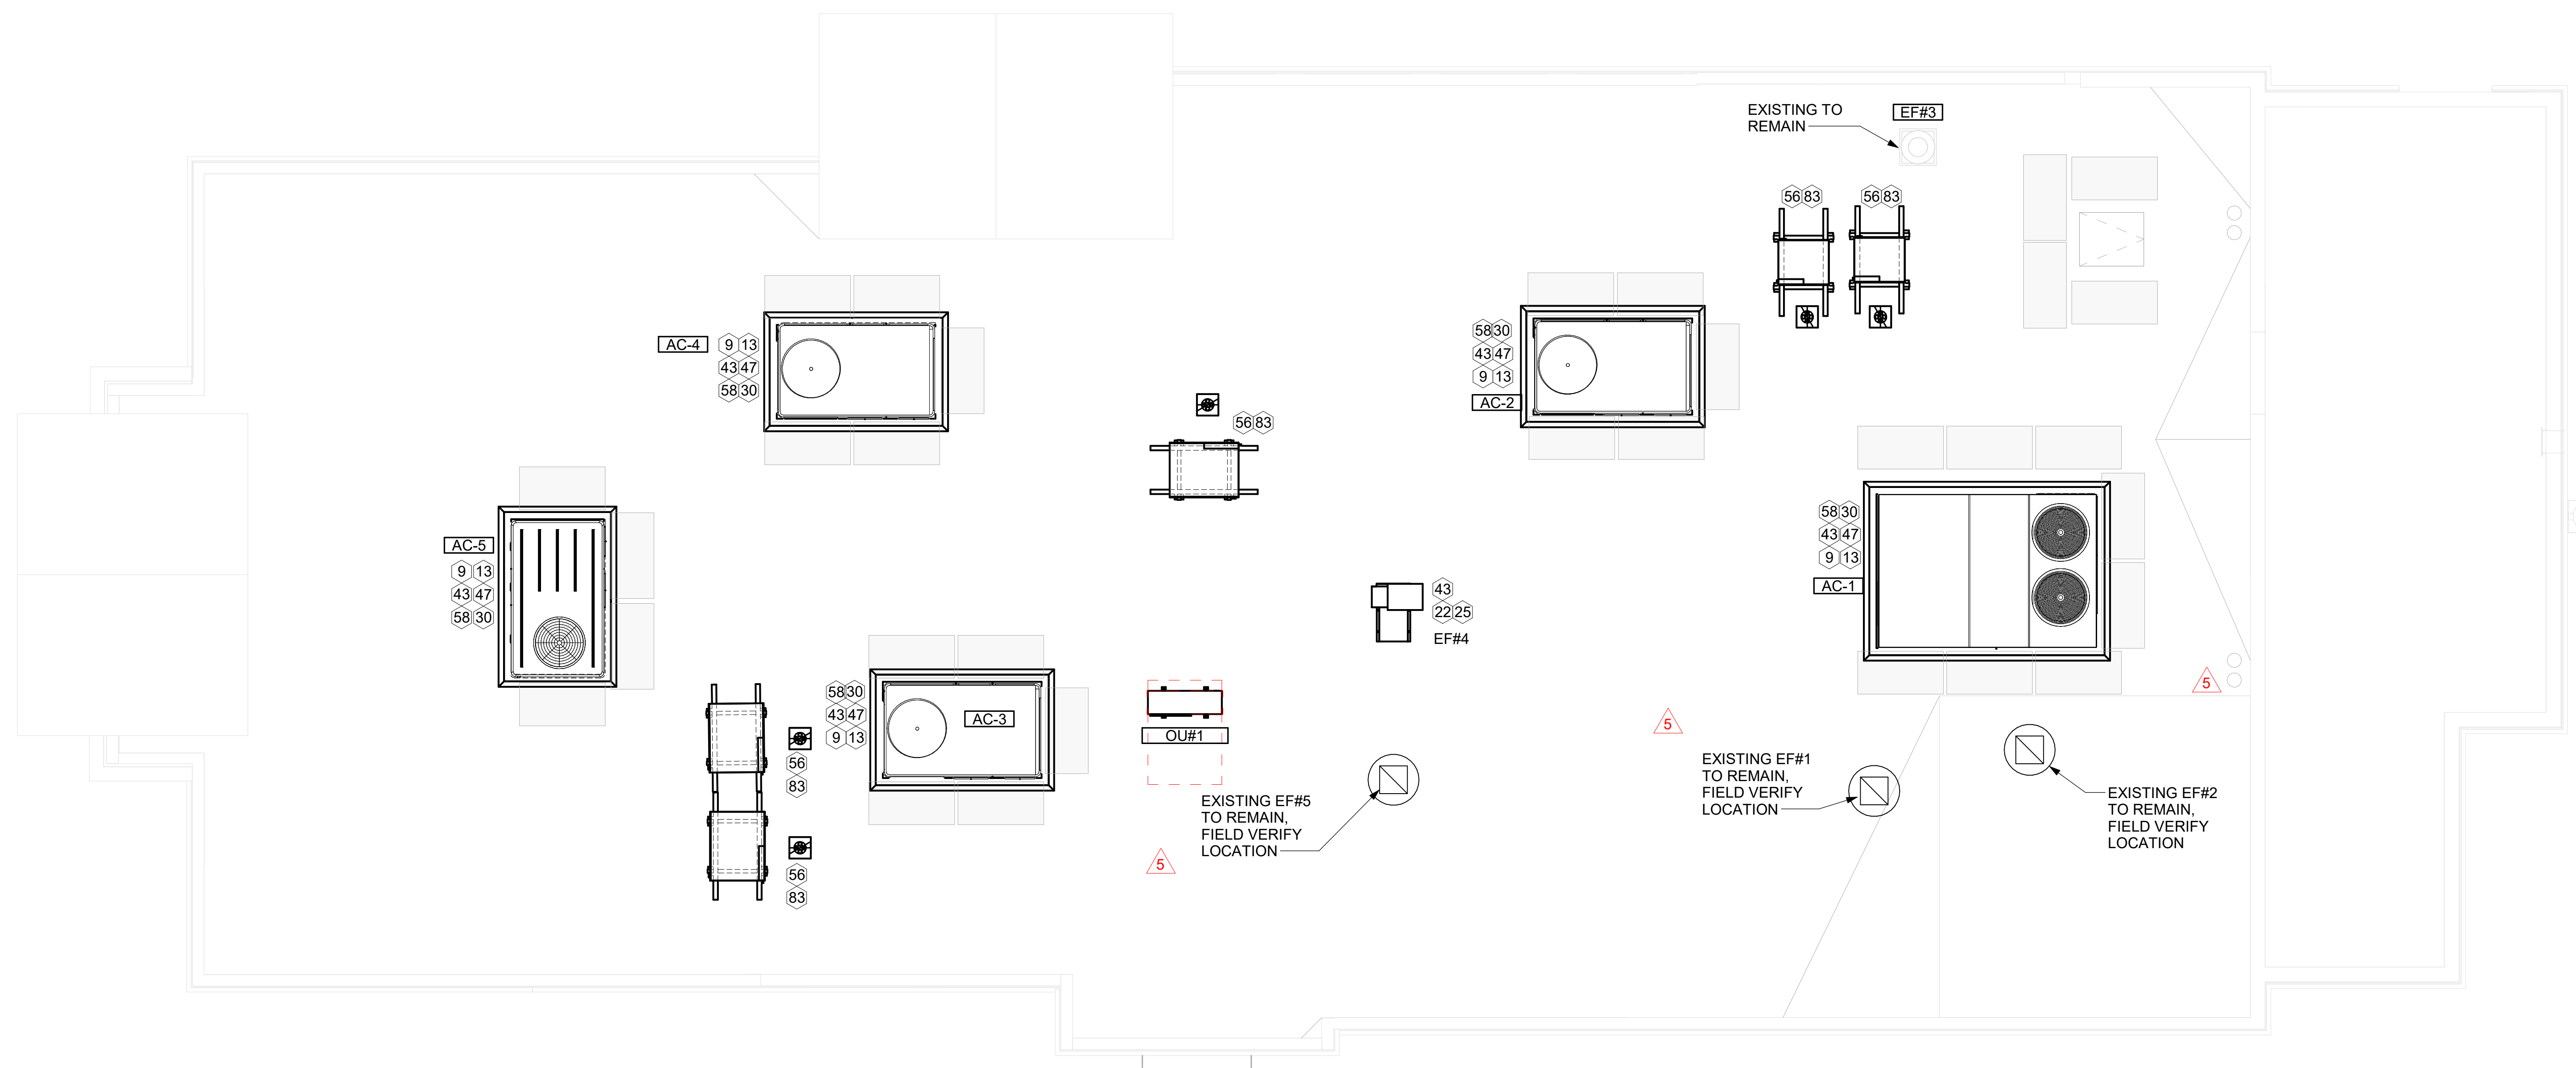 EXISTING TO
REMAIN
EF#3
56 83
56 83
AC-4
9 13
43 47
58 30
58 30
43 47
9 13
AC-2
56 83
AC-5
9 13
43 47
58 30
58 30
43 47
9 13
AC-1
43
22 25
EF#4
58 30
43 47
9 13
AC-3
56
83
56
83
OU#1
5
5
5
EXISTING EF#5
TO REMAIN,
FIELD VERIFY
LOCATION
EXISTING EF#1
TO REMAIN,
FIELD VERIFY
LOCATION
EXISTING EF#2
TO REMAIN,
FIELD VERIFY
LOCATION